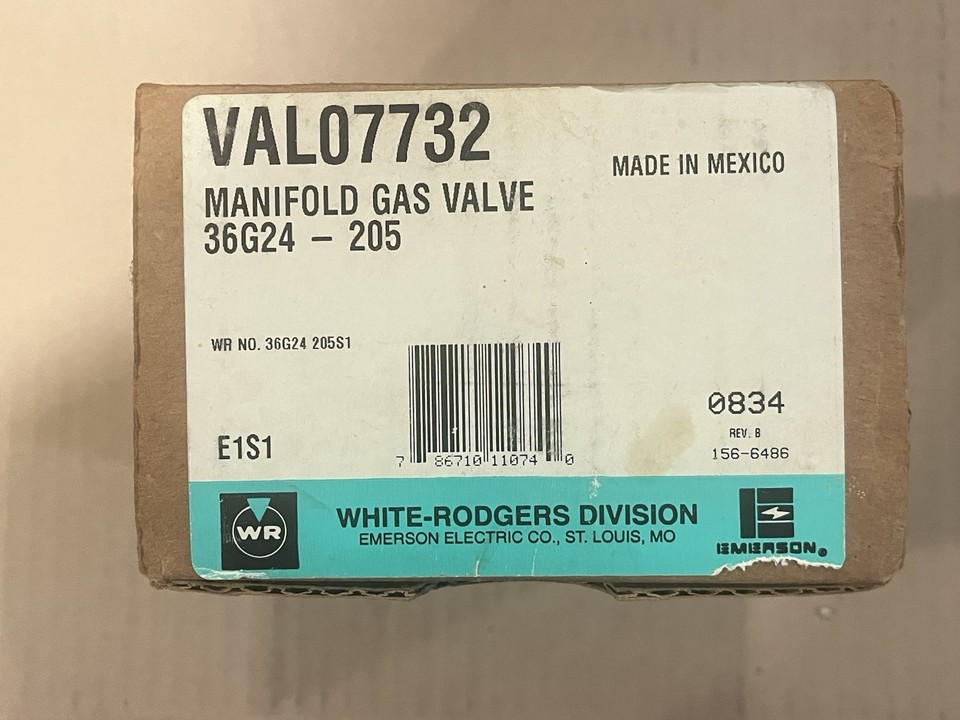 VAL07732
MADE IN MEXICO
MANIFOLD GAS VALVE
36G24 – 205
WR NO. 36G24 205S1
0834
REV. B
E1S1
7 86710 11074 0
156-6486
WR
WHITE-RODGERS DIVISION
EMERSON ELECTRIC CO., ST. LOUIS, MO
EMERSON®